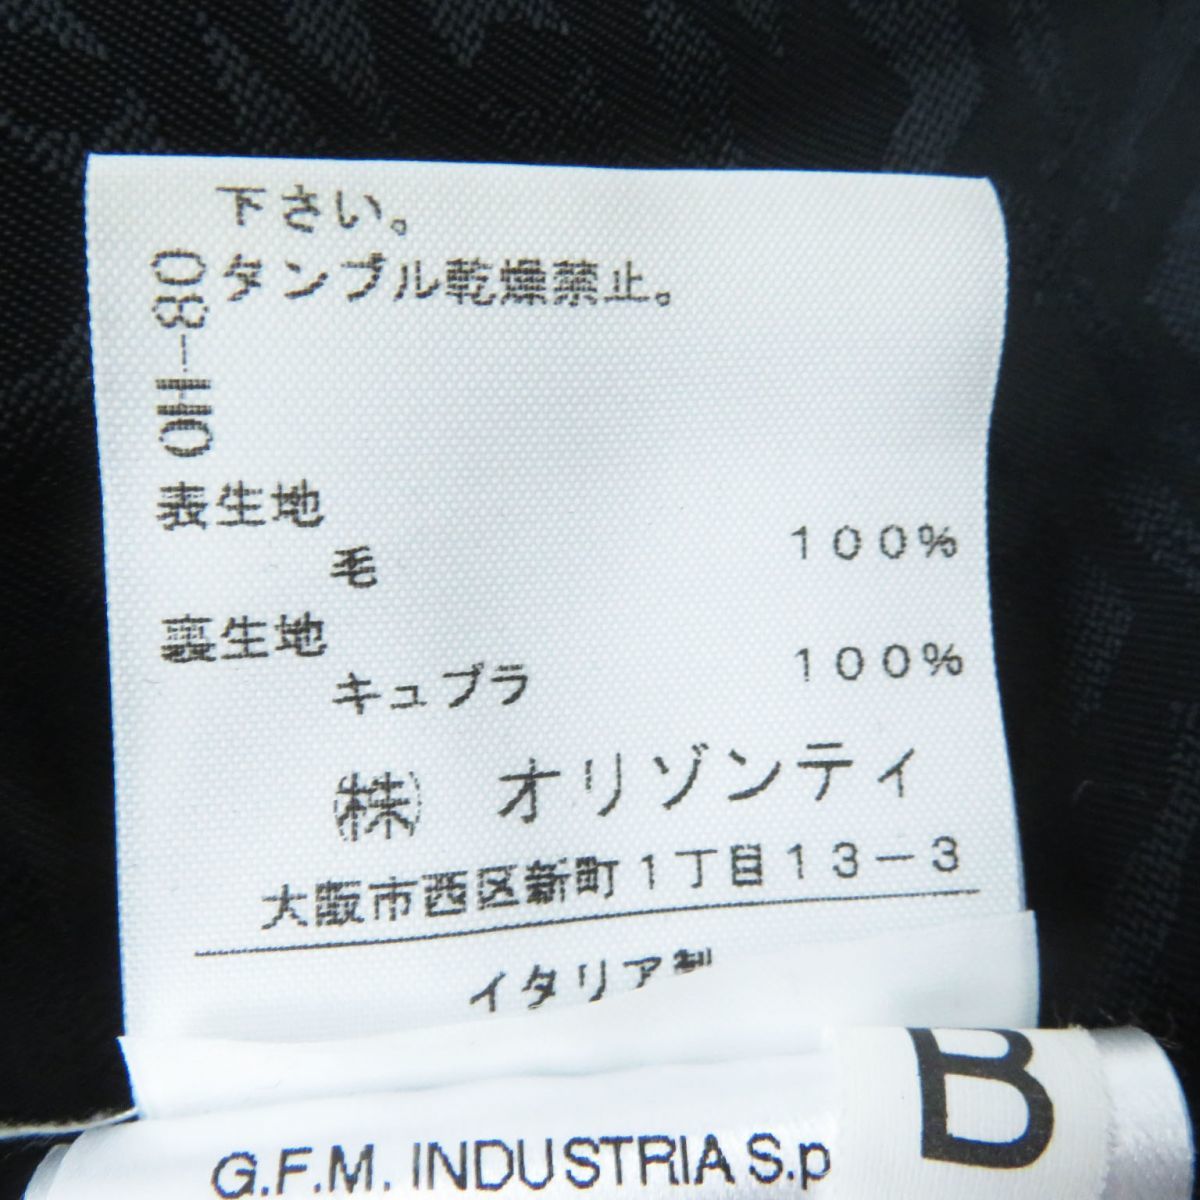 下さい。
タンブル乾燥禁止。
08-H0
表生地
毛 100%
裏生地
キュプラ 100%
㈱ オリゾンティ
大阪市西区新町1丁目13-3
イタリア製
G.F.M. INDUSTRIA S.p
B